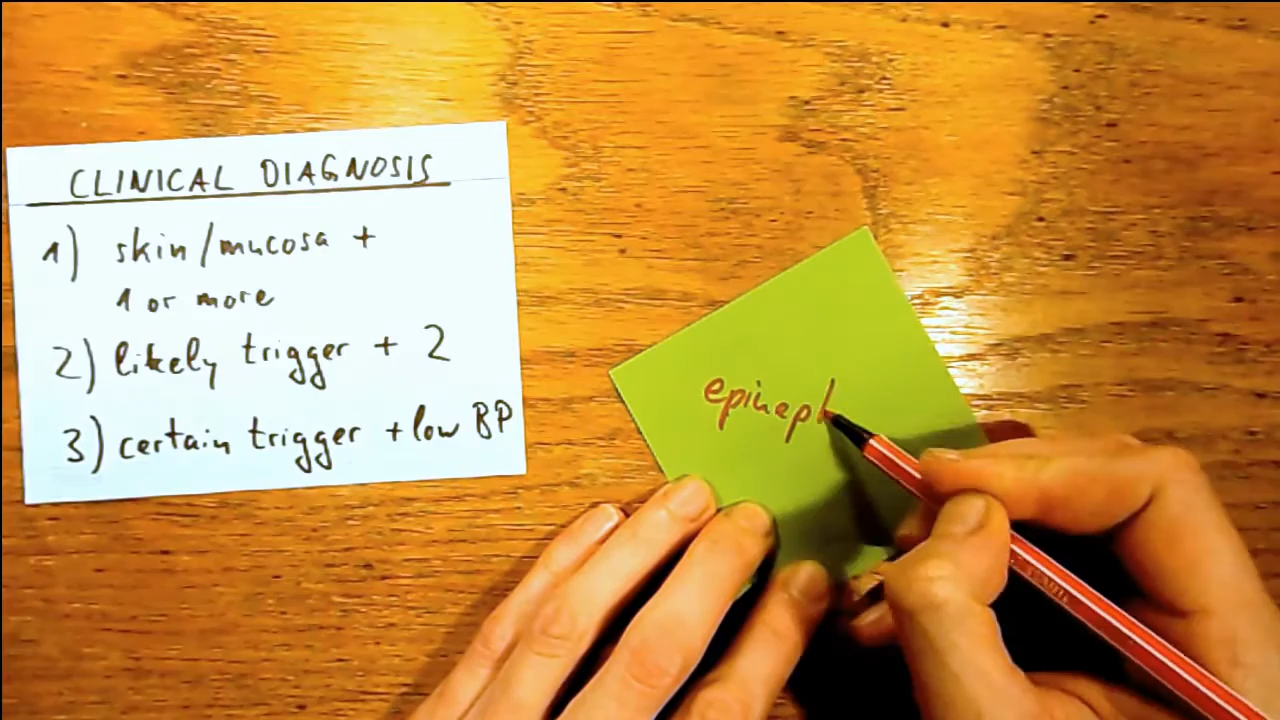 CLINICAL DIAGNOSIS
1) skin/mucosa +
1 or more
2) likely trigger + 2
3) certain trigger + low BP
epineph